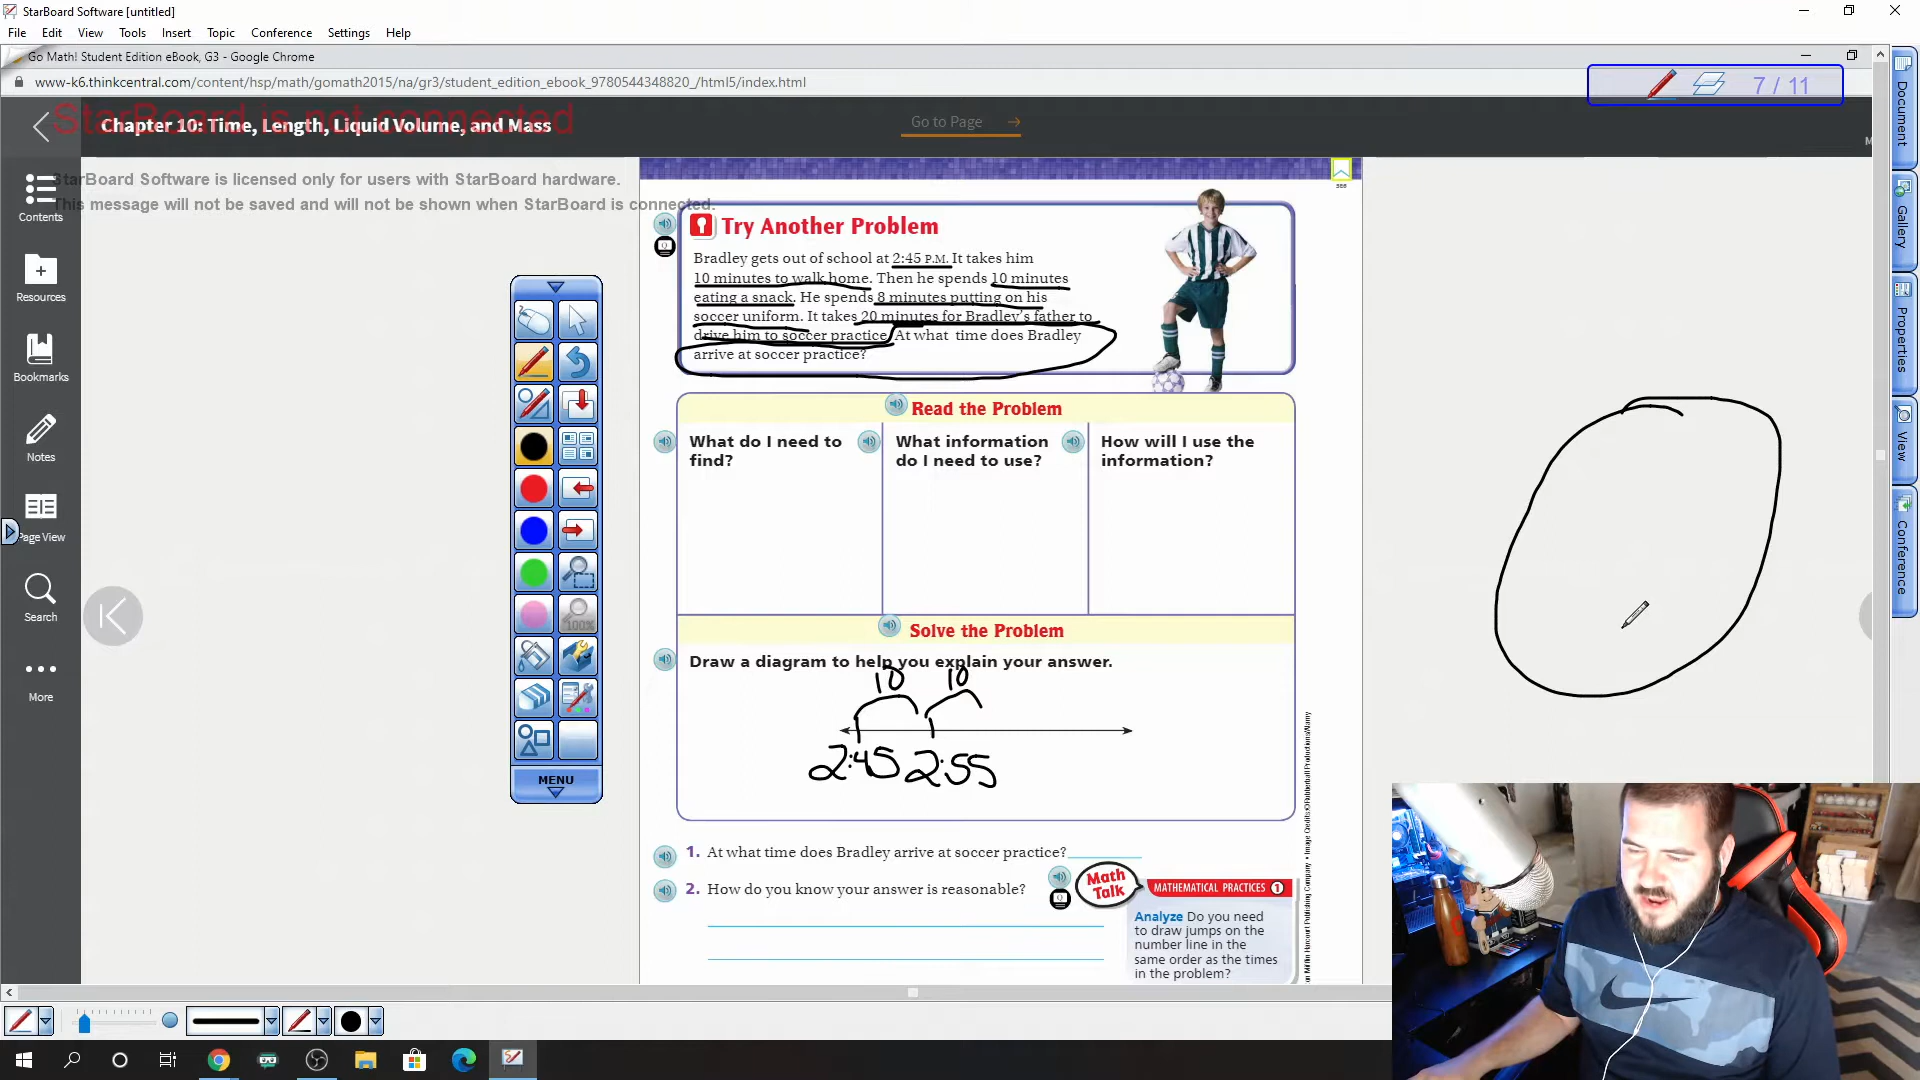 StarBoard Software [untitled]
File Edit View Tools Insert Topic Conference Settings Help
Go Math! Student Edition eBook, G3 - Google Chrome
www-k6.thinkcentral.com/content/hsp/math/gomath2015/na/gr3/student_edition_ebook_9780544348820_/html5/index.html
7 / 11
StarBoard is not connected
Chapter 10: Time, Length, Liquid Volume, and Mass
Go to Page
StarBoard Software is licensed only for users with StarBoard hardware.
This message will not be saved and will not be shown when StarBoard is connected.
Contents
Resources
Bookmarks
Notes
Page View
Search
More
Document
Gallery
Properties
View
Conference
100%
MENU
Try Another Problem
Bradley gets out of school at 2:45 P.M. It takes him
10 minutes to walk home. Then he spends 10 minutes
eating a snack. He spends 8 minutes putting on his
soccer uniform. It takes 20 minutes for Bradley's father to
drive him to soccer practice. At what time does Bradley
arrive at soccer practice?
Read the Problem
What do I need to
find?
What information
do I need to use?
How will I use the
information?
Solve the Problem
Draw a diagram to help you explain your answer.
10 10
2:45 2:55
1. At what time does Bradley arrive at soccer practice?
2. How do you know your answer is reasonable?
Math
Talk
MATHEMATICAL PRACTICES 1
Analyze Do you need
to draw jumps on the
number line in the
same order as the times
in the problem?